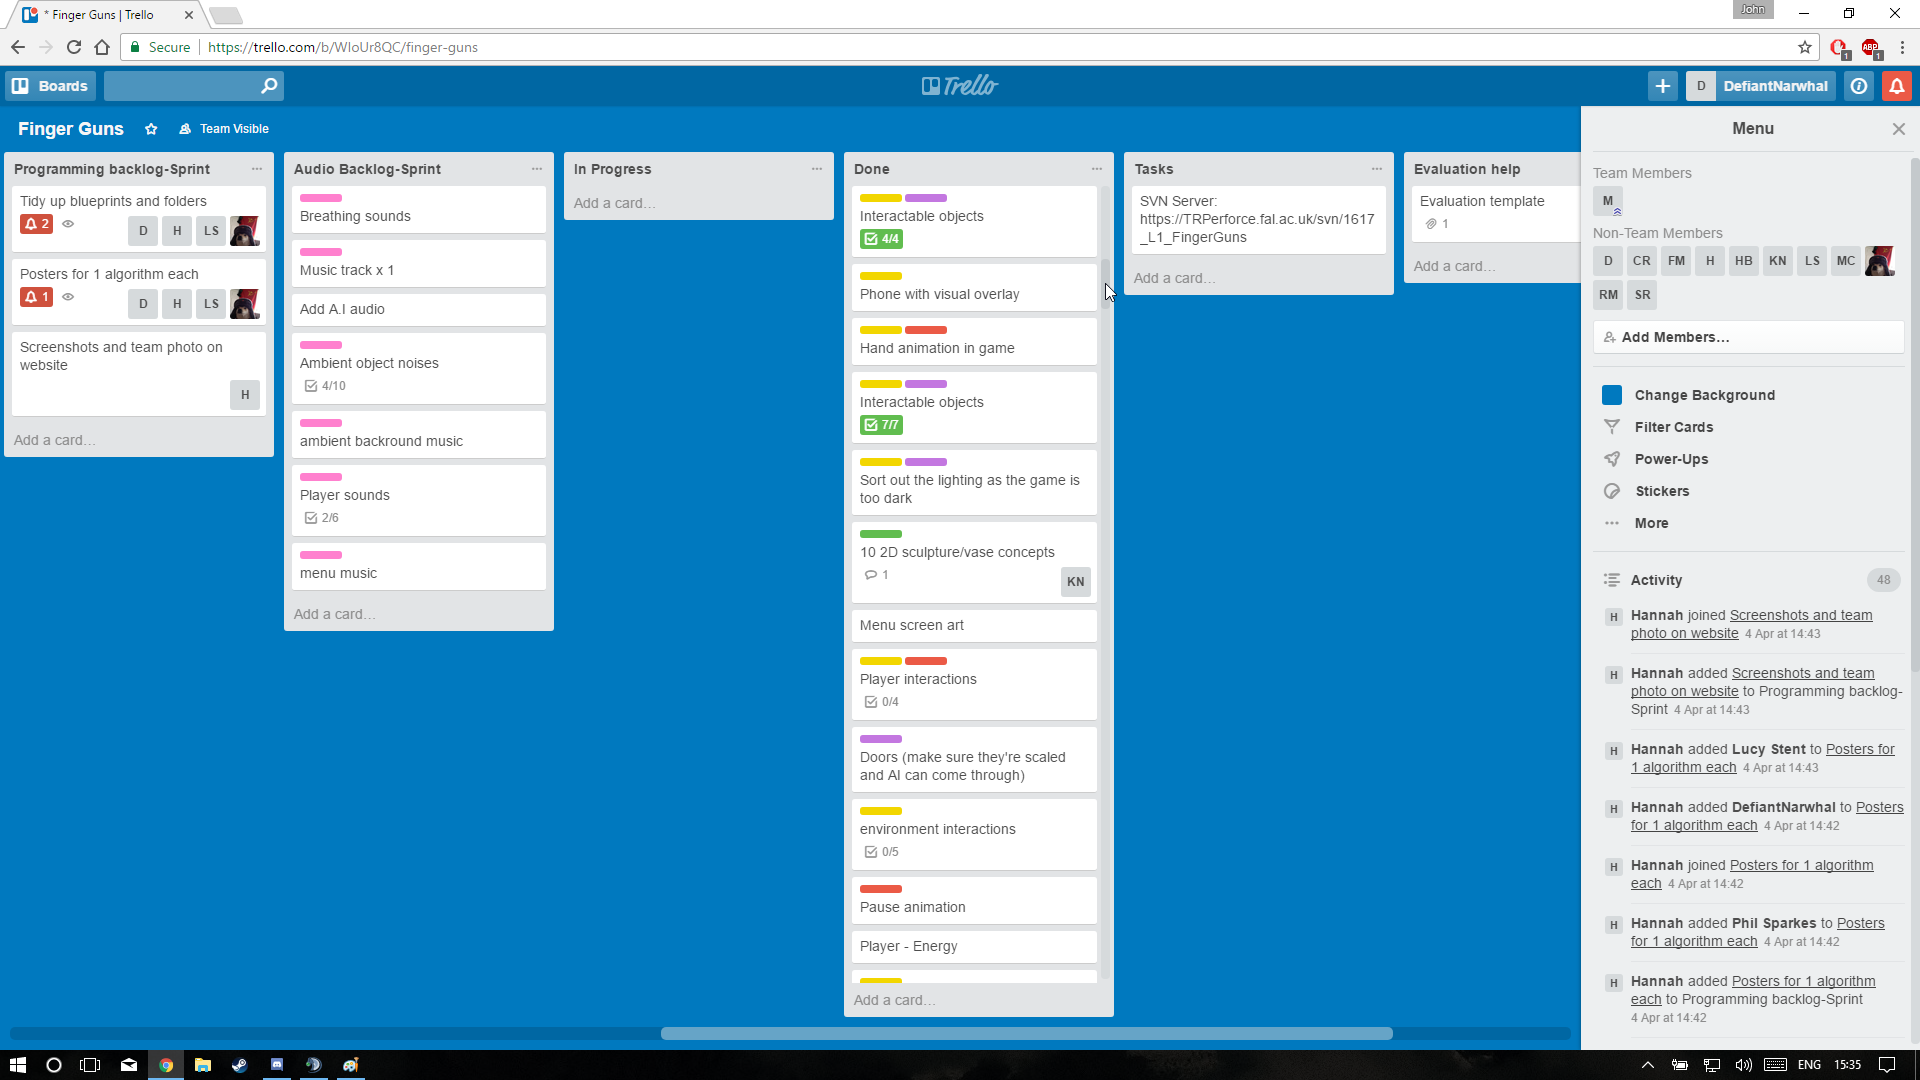 * Finger Guns | Trello
John
Secure
https://trello.com/b/WIoUr8QC/finger-guns
1
ABP
1
Boards
Trello
D
DefiantNarwhal
Finger Guns
Team Visible
Programming backlog-Sprint
Tidy up blueprints and folders
2
D
H
LS
Posters for 1 algorithm each
1
D
H
LS
Screenshots and team photo on
website
H
Add a card…
Audio Backlog-Sprint
Breathing sounds
Music track x 1
Add A.I audio
Ambient object noises
4/10
ambient backround music
Player sounds
2/6
menu music
Add a card…
In Progress
Add a card…
Done
Interactable objects
4/4
Phone with visual overlay
Hand animation in game
Interactable objects
7/7
Sort out the lighting as the game is
too dark
10 2D sculpture/vase concepts
1
KN
Menu screen art
Player interactions
0/4
Doors (make sure they're scaled
and AI can come through)
environment interactions
0/5
Pause animation
Player - Energy
Add a card…
Tasks
SVN Server:
https://TRPerforce.fal.ac.uk/svn/1617
_L1_FingerGuns
Add a card…
Evaluation help
Evaluation template
1
Add a card…
Menu
Team Members
M
Non-Team Members
D
CR
FM
H
HB
KN
LS
MC
RM
SR
Add Members…
Change Background
Filter Cards
Power-Ups
Stickers
More
Activity
48
H
Hannah joined Screenshots and team
photo on website 4 Apr at 14:43
H
Hannah added Screenshots and team
photo on website to Programming backlog-
Sprint 4 Apr at 14:43
H
Hannah added Lucy Stent to Posters for
1 algorithm each 4 Apr at 14:43
H
Hannah added DefiantNarwhal to Posters
for 1 algorithm each 4 Apr at 14:42
H
Hannah joined Posters for 1 algorithm
each 4 Apr at 14:42
H
Hannah added Phil Sparkes to Posters
for 1 algorithm each 4 Apr at 14:42
H
Hannah added Posters for 1 algorithm
each to Programming backlog-Sprint
4 Apr at 14:42
ENG
15:35